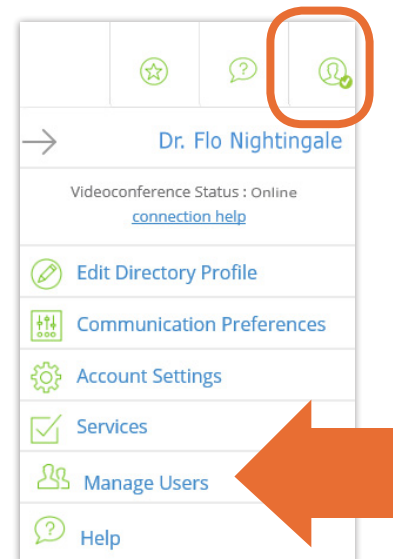 Dr. Flo Nightingale
Videoconference Status : Online
connection help
Edit Directory Profile
Communication Preferences
Account Settings
Services
Manage Users
Help